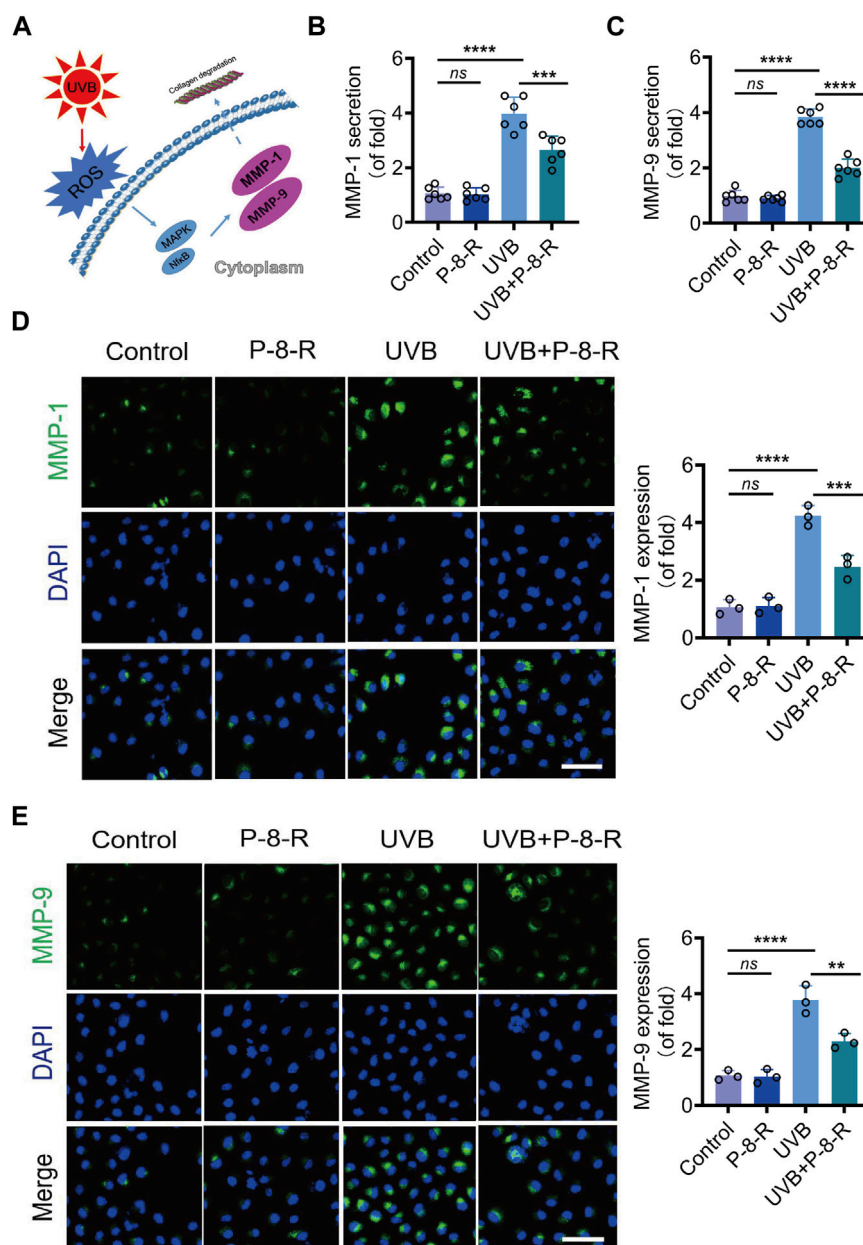 A
UVB
ROS
Collagen degradation
MMP-1
MMP-9
MAPK
NfκB
Cytoplasm
B
MMP-1 secretion
(of fold)
6
4
2
0
****
ns
***
Control
P-8-R
UVB
UVB+P-8-R
C
MMP-9 secretion
(of fold)
6
4
2
0
****
ns
****
Control
P-8-R
UVB
UVB+P-8-R
D
Control P-8-R UVB UVB+P-8-R
MMP-1
DAPI
Merge
MMP-1 expression
(of fold)
6
4
2
0
****
ns
***
Control
P-8-R
UVB
UVB+P-8-R
E
Control P-8-R UVB UVB+P-8-R
MMP-9
DAPI
Merge
MMP-9 expression
(of fold)
6
4
2
0
****
ns
**
Control
P-8-R
UVB
UVB+P-8-R